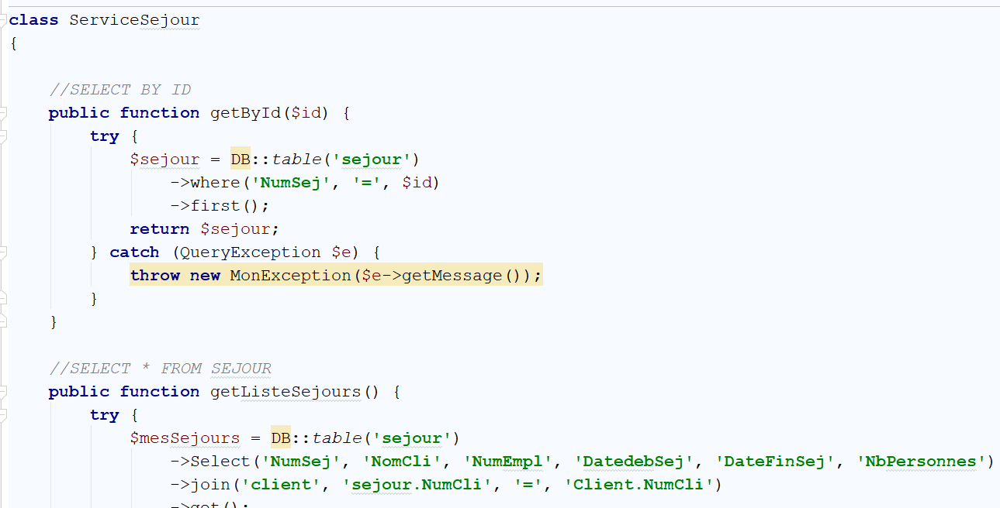 class ServiceSejour
{
//SELECT BY ID
public function getById($id) {
try {
$sejour = DB::table('sejour')
->where('NumSej', '=', $id)
->first();
return $sejour;
} catch (QueryException $e) {
throw new MonException($e->getMessage());
}
}
//SELECT * FROM SEJOUR
public function getListeSejours() {
try {
$mesSejours = DB::table('sejour')
->Select('NumSej', 'NomCli', 'NumEmpl', 'DatedebSej', 'DateFinSej', 'NbPersonnes')
->join('client', 'sejour.NumCli', '=', 'Client.NumCli')
->get();